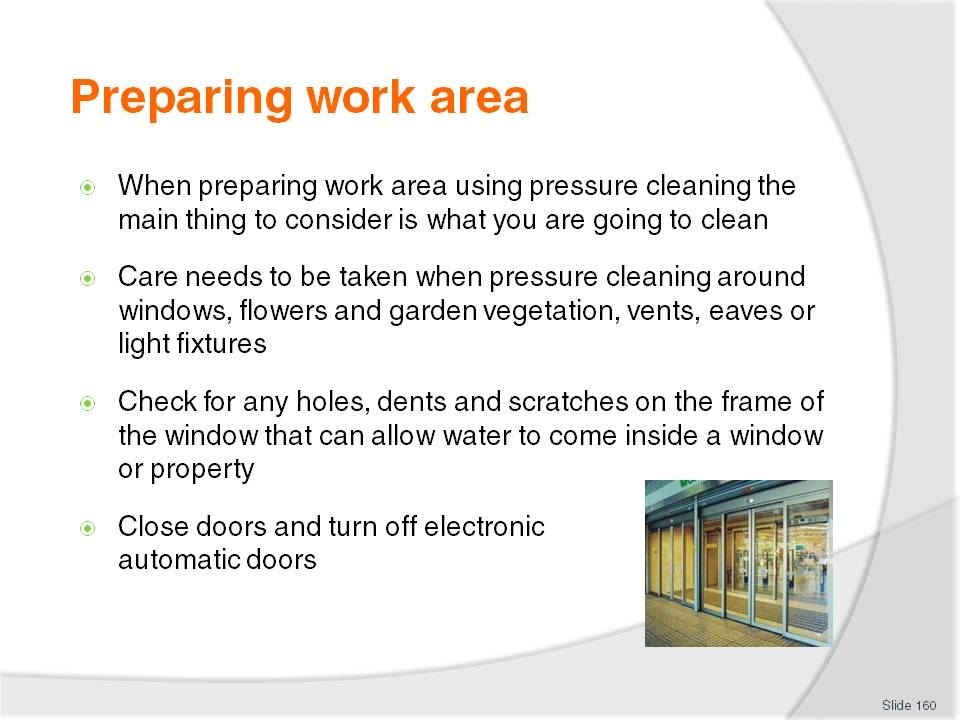 Preparing work area
When preparing work area using pressure cleaning the
main thing to consider is what you are going to clean
Care needs to be taken when pressure cleaning around
windows, flowers and garden vegetation, vents, eaves or
light fixtures
Check for any holes, dents and scratches on the frame of
the window that can allow water to come inside a window
or property
Close doors and turn off electronic
automatic doors
Slide 160